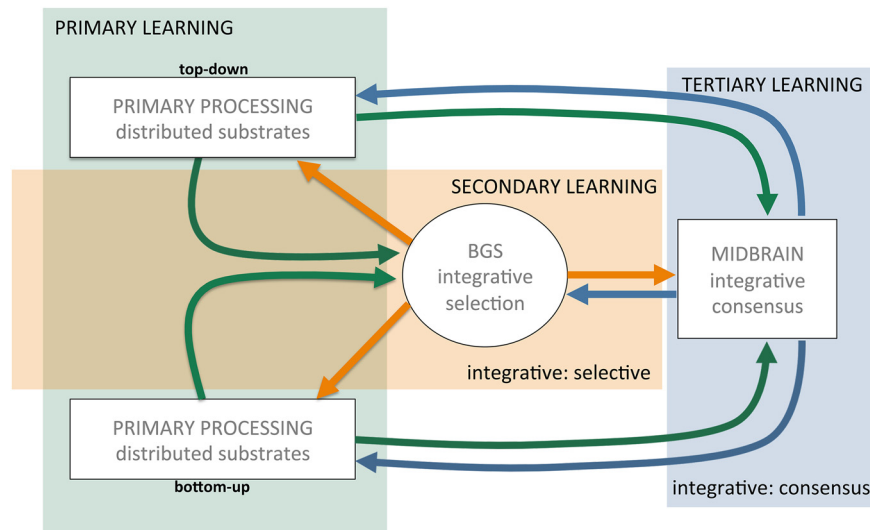 PRIMARY LEARNING
top-down
PRIMARY PROCESSING
distributed substrates
TERTIARY LEARNING
SECONDARY LEARNING
BGS
integrative
selection
MIDBRAIN
integrative
consensus
integrative: selective
PRIMARY PROCESSING
distributed substrates
bottom-up
integrative: consensus